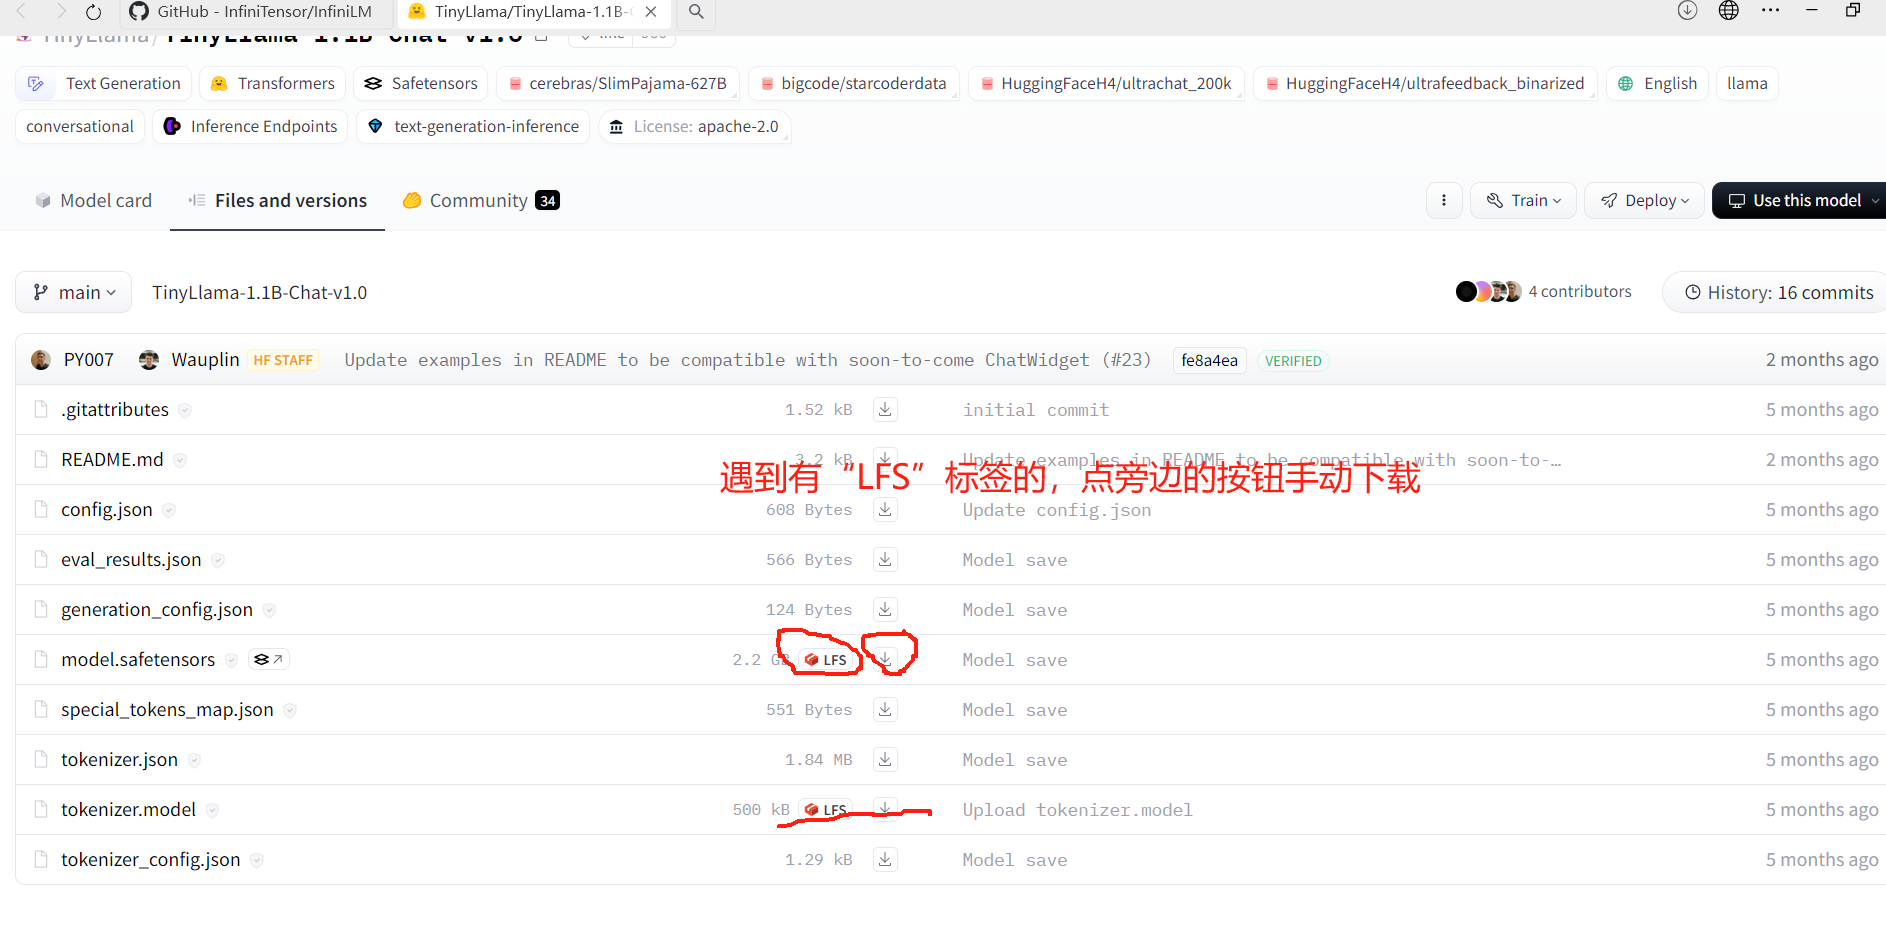 GitHub - InfiniTensor/InfiniLM
TinyLlama/TinyLlama-1.1B-C
TinyLlama/TinyLlama-1.1B-Chat-v1.0
like
Text Generation
Transformers
Safetensors
cerebras/SlimPajama-627B
bigcode/starcoderdata
HuggingFaceH4/ultrachat_200k
HuggingFaceH4/ultrafeedback_binarized
English
llama
conversational
Inference Endpoints
text-generation-inference
License: apache-2.0
Model card
Files and versions
Community 34
Train
Deploy
Use this model
main
TinyLlama-1.1B-Chat-v1.0
4 contributors
History: 16 commits
PY007 Wauplin HF STAFF Update examples in README to be compatible with soon-to-come ChatWidget (#23) fe8a4ea VERIFIED 2 months ago
.gitattributes 1.52 kB initial commit 5 months ago
README.md 3.2 kB Update examples in README to be compatible with soon-to-… 2 months ago
遇到有“LFS”标签的，点旁边的按钮手动下载
config.json 608 Bytes Update config.json 5 months ago
eval_results.json 566 Bytes Model save 5 months ago
generation_config.json 124 Bytes Model save 5 months ago
model.safetensors 2.2 GB LFS Model save 5 months ago
special_tokens_map.json 551 Bytes Model save 5 months ago
tokenizer.json 1.84 MB Model save 5 months ago
tokenizer.model 500 kB LFS Upload tokenizer.model 5 months ago
tokenizer_config.json 1.29 kB Model save 5 months ago